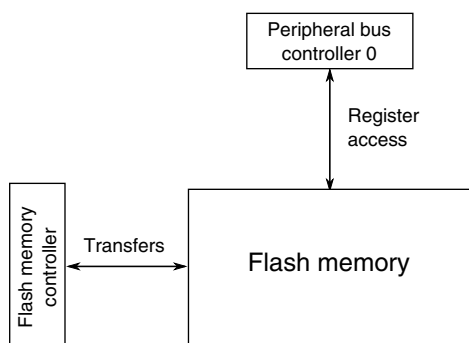 Peripheral bus
controller 0
Register
access
Flash memory
controller
Transfers
Flash memory